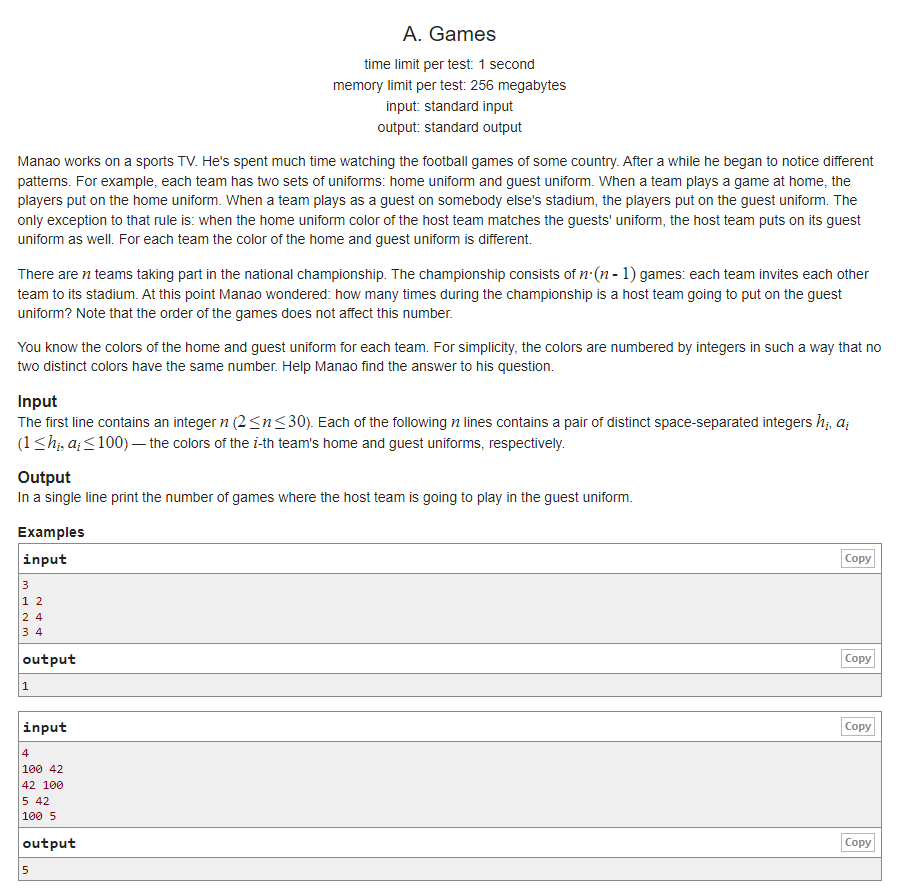 A. Games
time limit per test: 1 second
memory limit per test: 256 megabytes
input: standard input
output: standard output
Manao works on a sports TV. He's spent much time watching the football games of some country. After a while he began to notice different
patterns. For example, each team has two sets of uniforms: home uniform and guest uniform. When a team plays a game at home, the
players put on the home uniform. When a team plays as a guest on somebody else's stadium, the players put on the guest uniform. The
only exception to that rule is: when the home uniform color of the host team matches the guests' uniform, the host team puts on its guest
uniform as well. For each team the color of the home and guest uniform is different.
There are n teams taking part in the national championship. The championship consists of n·(n - 1) games: each team invites each other
team to its stadium. At this point Manao wondered: how many times during the championship is a host team going to put on the guest
uniform? Note that the order of the games does not affect this number.
You know the colors of the home and guest uniform for each team. For simplicity, the colors are numbered by integers in such a way that no
two distinct colors have the same number. Help Manao find the answer to his question.
Input
The first line contains an integer n (2 ≤ n ≤ 30). Each of the following n lines contains a pair of distinct space-separated integers hi, ai
(1 ≤ hi, ai ≤ 100) — the colors of the i-th team's home and guest uniforms, respectively.
Output
In a single line print the number of games where the host team is going to play in the guest uniform.
Examples
input Copy
3
1 2
2 4
3 4
output Copy
1
input Copy
4
100 42
42 100
5 42
100 5
output Copy
5